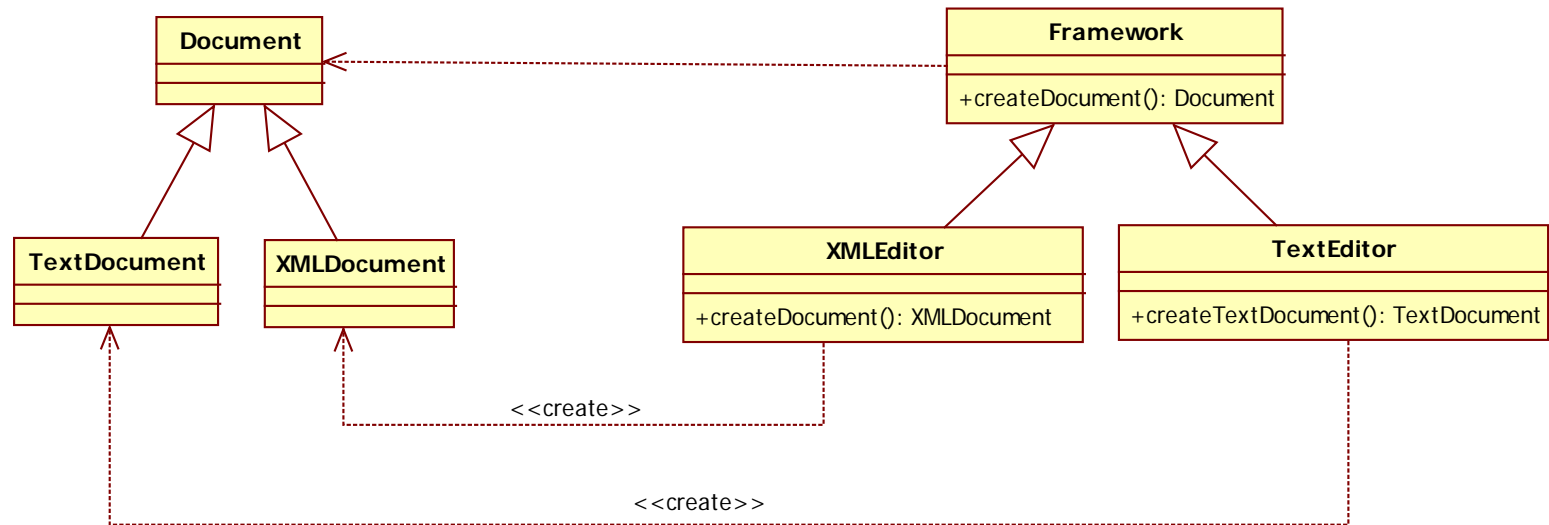 Document
Framework
+createDocument(): Document
TextDocument
XMLDocument
XMLEditor
+createDocument(): XMLDocument
TextEditor
+createTextDocument(): TextDocument
<<create>>
<<create>>